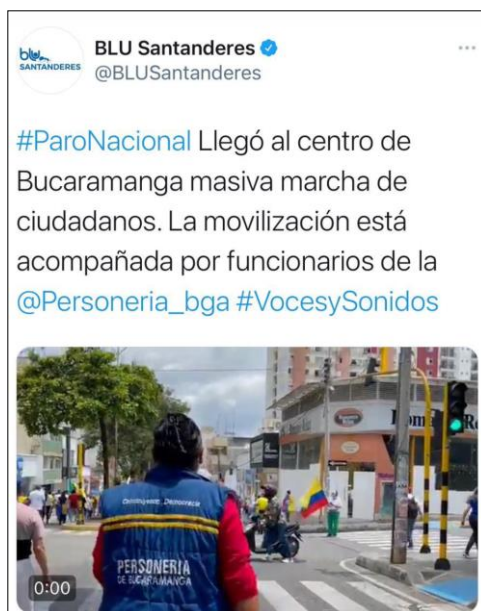 blu
SANTANDERES
BLU Santanderes
@BLUSantanderes
#ParoNacional Llegó al centro de
Bucaramanga masiva marcha de
ciudadanos. La movilización está
acompañada por funcionarios de la
@Personeria_bga #VocesySonidos
PERSONERIA
DE BUCARAMANGA
0:00